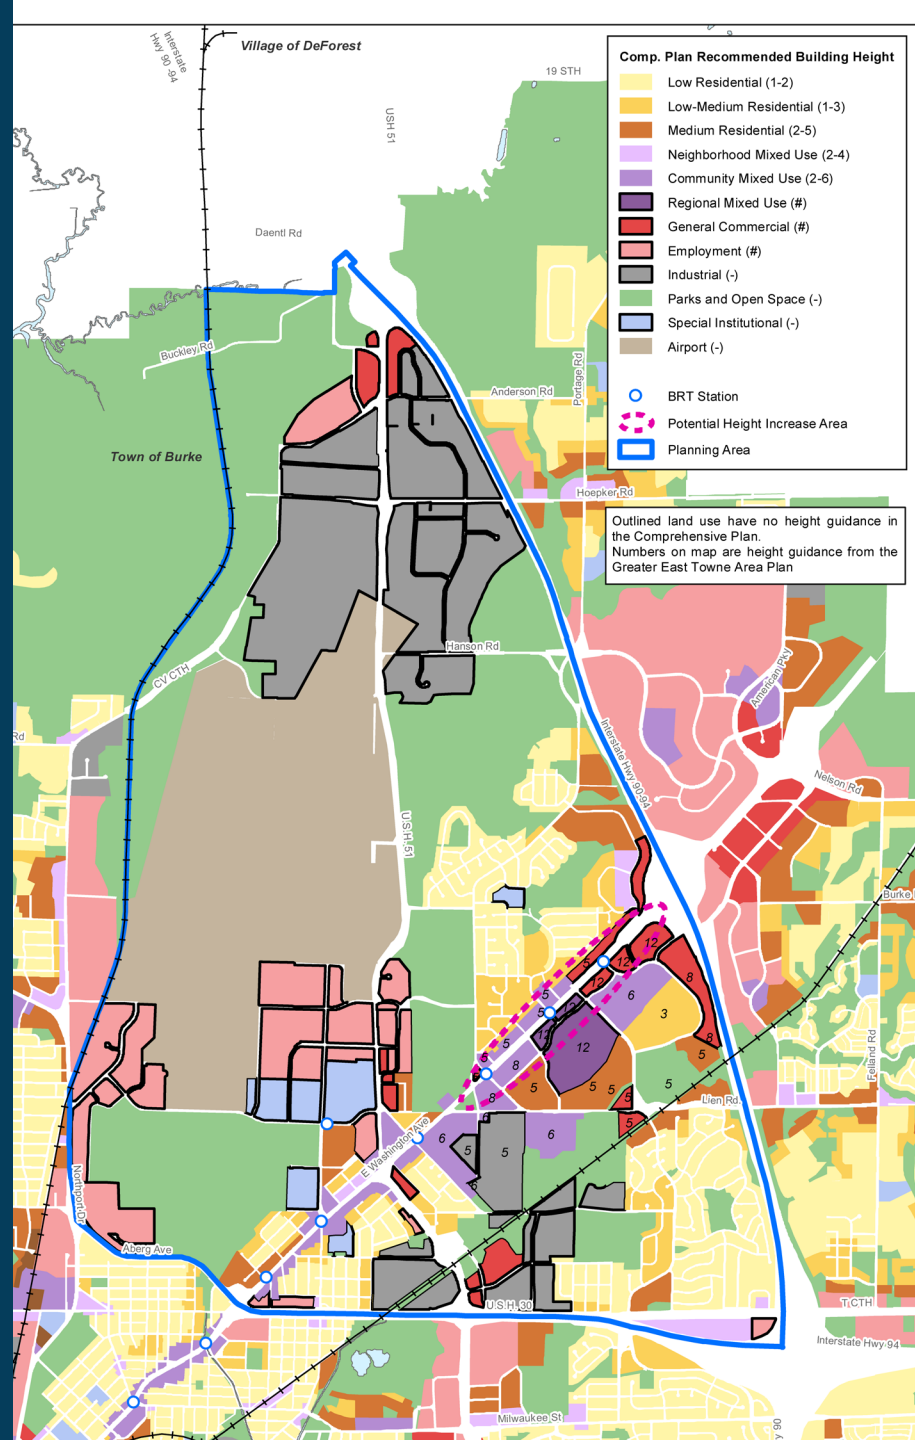 Interstate
Hwy 90 -94
Village of DeForest
USH 51
19 STH
Comp. Plan Recommended Building Height
Low Residential (1-2)
Low-Medium Residential (1-3)
Medium Residential (2-5)
Neighborhood Mixed Use (2-4)
Community Mixed Use (2-6)
Regional Mixed Use (#)
General Commercial (#)
Employment (#)
Industrial (-)
Parks and Open Space (-)
Special Institutional (-)
Airport (-)
BRT Station
Potential Height Increase Area
Planning Area
Outlined land use have no height guidance in
the Comprehensive Plan.
Numbers on map are height guidance from the
Greater East Towne Area Plan
Daentl Rd
Buckley Rd
Portage Rd
Anderson Rd
Town of Burke
Hoepker Rd
Hanson Rd
CV CTH
American Pky
Rd
Interstate Hwy 90-94
Nelson Rd
U.S.H. 51
Burke
5
12
12
8
12
5
6
5
12
3
12
8
5
5
12
8
5
8
5
5
5
5
5
Felland Rd
Lien Rd.
6
5
E Washington Ave
6
5
5
6
6
Northport Dr
Aberg Ave
U.S.H. 30
T CTH
Interstate Hwy 94
Milwaukee St
90